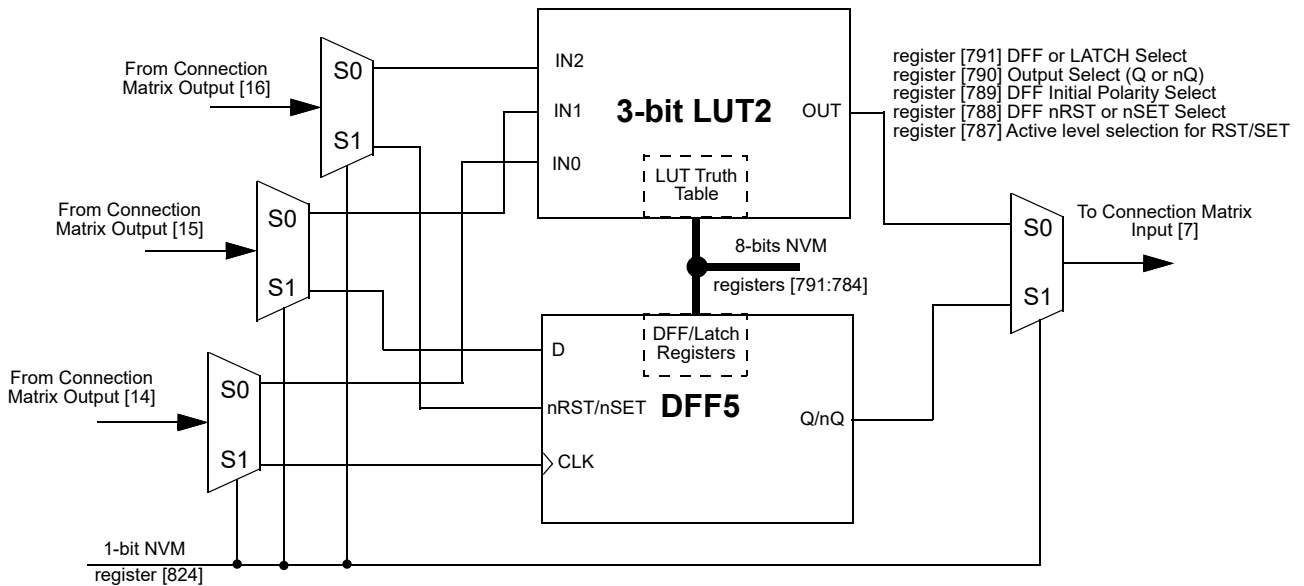 From Connection
Matrix Output [16]
S0
S1
From Connection
Matrix Output [15]
S0
S1
From Connection
Matrix Output [14]
S0
S1
1-bit NVM
register [824]
IN2
IN1
IN0
3-bit LUT2
OUT
LUT Truth
Table
8-bits NVM
registers [791:784]
DFF/Latch
Registers
D
nRST/nSET
CLK
DFF5
Q/nQ
register [791] DFF or LATCH Select
register [790] Output Select (Q or nQ)
register [789] DFF Initial Polarity Select
register [788] DFF nRST or nSET Select
register [787] Active level selection for RST/SET
S0
S1
To Connection Matrix
Input [7]